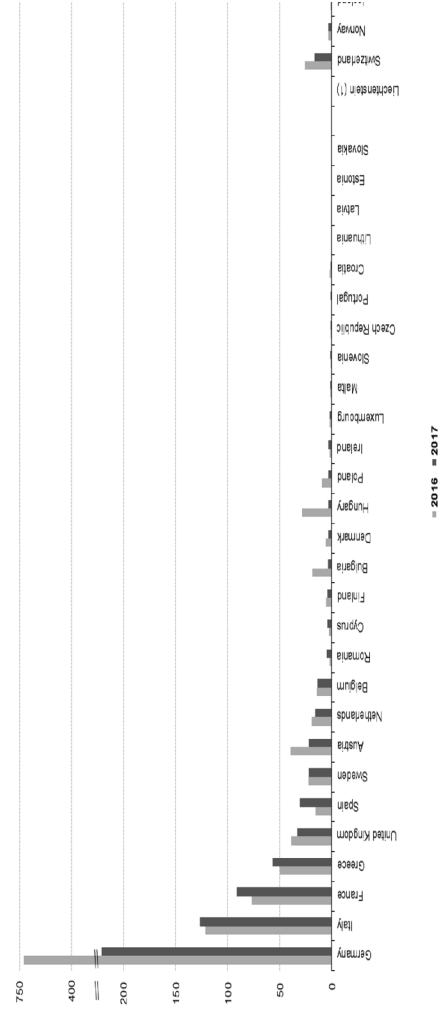 750
400
200
150
100
50
0
Germany
Italy
France
Greece
United Kingdom
Spain
Sweden
Austria
Netherlands
Belgium
Romania
Cyprus
Finland
Bulgaria
Denmark
Hungary
Poland
Ireland
Luxembourg
Malta
Slovenia
Czech Republic
Portugal
Croatia
Lithuania
Latvia
Estonia
Slovakia
Liechtenstein (1)
Switzerland
Norway
2016 2017